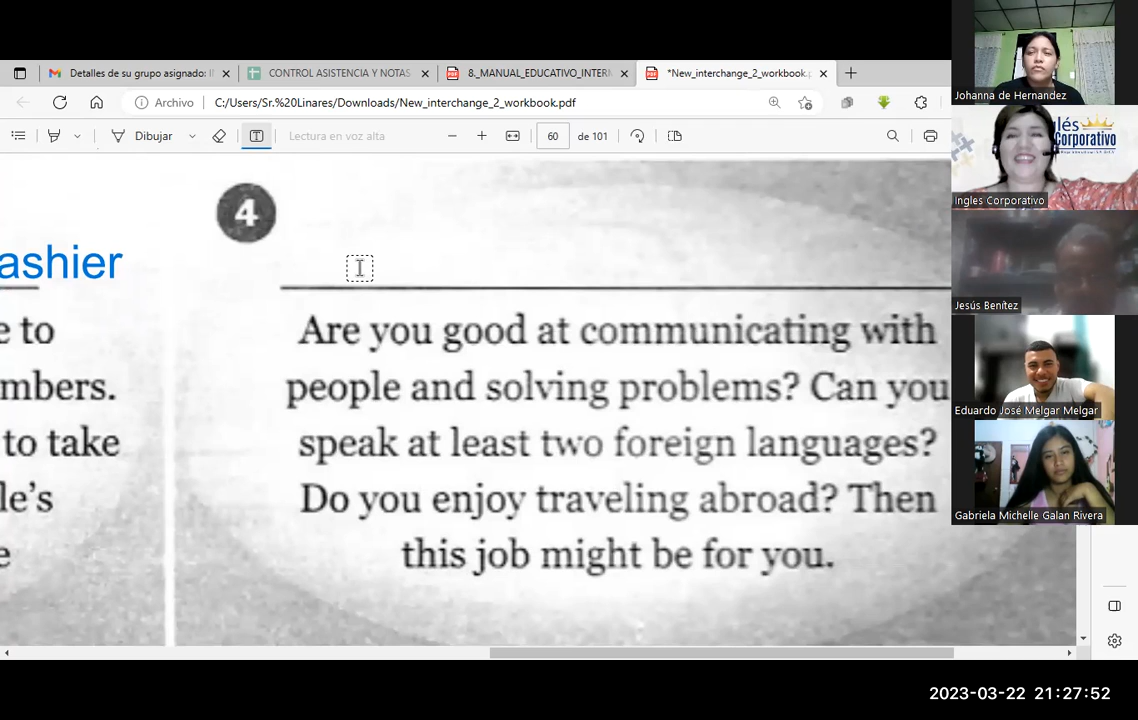 Detalles de su grupo asignado: I
CONTROL ASISTENCIA Y NOTAS
8._MANUAL_EDUCATIVO_INTER
*New_interchange_2_workbook.p
Archivo
C:/Users/Sr.%20Linares/Downloads/New_interchange_2_workbook.pdf
Dibujar
Lectura en voz alta
60
de 101
4
ashier
e to
mbers.
to take
le's
e
Are you good at communicating with
people and solving problems? Can you
speak at least two foreign languages?
Do you enjoy traveling abroad? Then
this job might be for you.
Johanna de Hernandez
glés
Corporativo
Ingles Corporativo
Jesús Benítez
Eduardo José Melgar Melgar
Gabriela Michelle Galan Rivera
2023-03-22 21:27:52